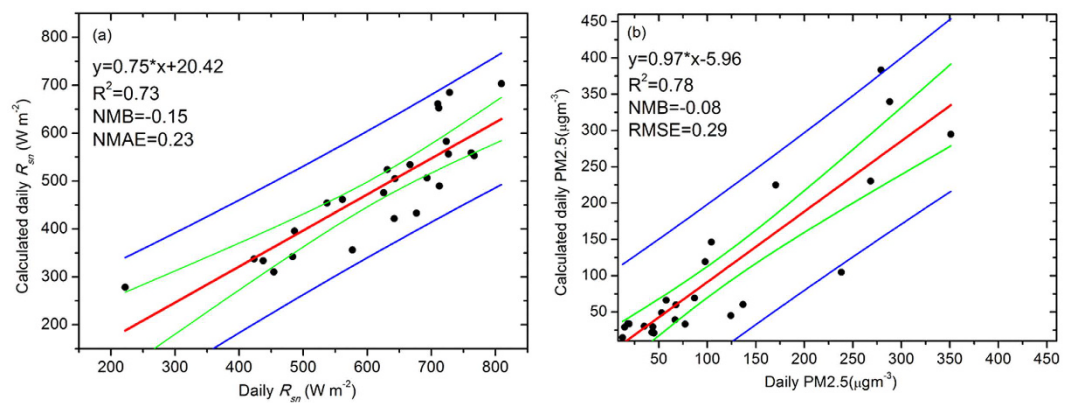 (a)
y=0.75*x+20.42
R²=0.73
NMB=-0.15
NMAE=0.23
800
700
600
500
400
300
200
Calculated daily Rsn (W m-2)
200 300 400 500 600 700 800
Daily Rsn (W m-2)
(b)
y=0.97*x-5.96
R²=0.78
NMB=-0.08
RMSE=0.29
450
400
350
300
250
200
150
100
50
Calculated daily PM2.5(μgm-3)
50 100 150 200 250 300 350 400 450
Daily PM2.5(μgm-3)